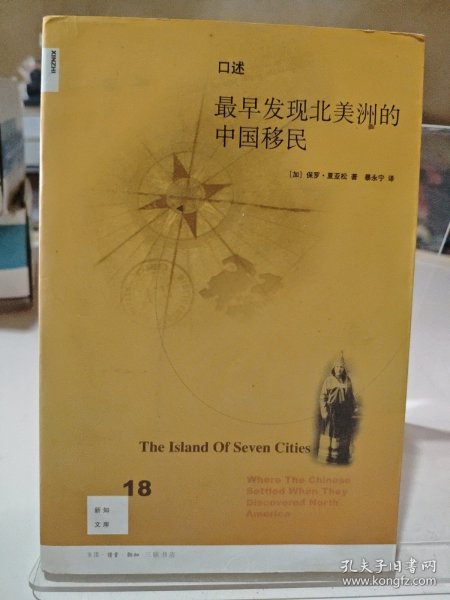 XINZHI
口述
最早发现北美洲的
中国移民
［加］保罗·夏亚松 著 暴永宁 译
The Island Of Seven Cities
Where The Chinese
Settled When They
Discovered North
America
18
新知
文库
生活·读书·新知 三联书店
孔夫子旧书网